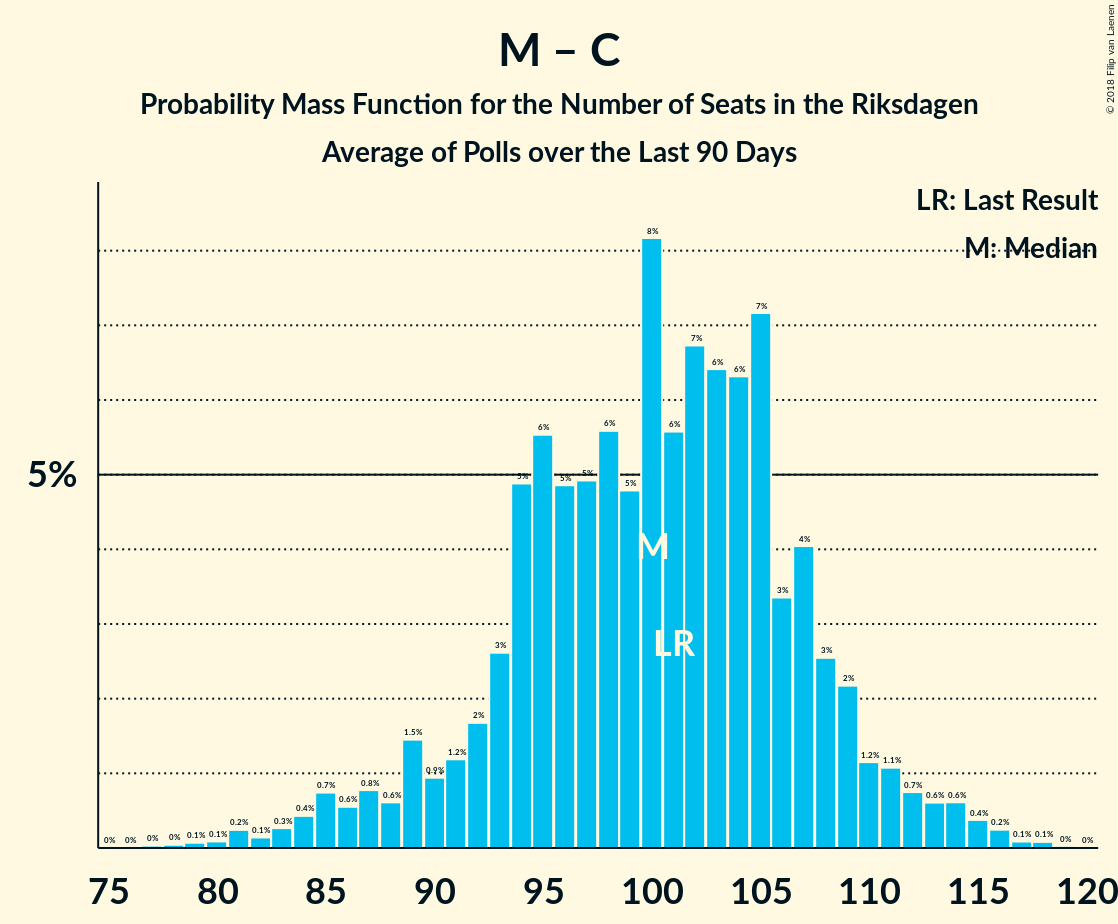 M – C
Probability Mass Function for the Number of Seats in the Riksdagen
Average of Polls over the Last 90 Days
© 2018 Filip van Laenen
LR: Last Result
M: Median
5%
0% 0% 0% 0% 0.1% 0.1% 0.2% 0.1% 0.3% 0.4% 0.7% 0.6% 0.8% 0.6% 1.5% 0.9% 1.2% 2% 3% 5% 6% 5% 5% 6% 5% 8% 6% 7% 6% 6% 7% 3% 4% 3% 2% 1.2% 1.1% 0.7% 0.6% 0.6% 0.4% 0.2% 0.1% 0.1% 0% 0%
M
LR
75 80 85 90 95 100 105 110 115 120